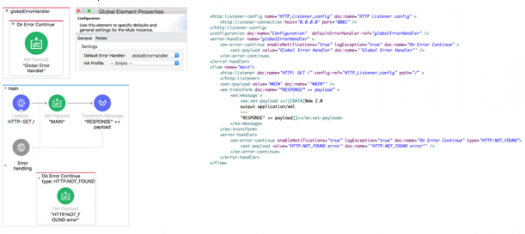 globalErrorHandler
On Error Continue
Set Payload
"Global Error
Handler"
Global Element Properties
Configuration
Use this element to specify defaults and
general settings for the Mule instance.
General Notes
Settings
Default Error Handler: globalErrorHandler
HA Profile: -- Empty --
main
Listener
HTTP: GET /
Set Payload
"MAIN"
Transform Message
"RESPONSE" ++
payload
Error
handling
On Error Continue
type: HTTP:NOT_FOUND
Set Payload
"HTTP:NOT_F
OUND error"
<http:listener-config name="HTTP_Listener_config" doc:name="HTTP Listener config" >
<http:listener-connection host="0.0.0.0" port="8081" />
</http:listener-config>
<configuration doc:name="Configuration" defaultErrorHandler-ref="globalErrorHandler" />
<error-handler name="globalErrorHandler" >
<on-error-continue enableNotifications="true" logException="true" doc:name="On Error Continue" >
<set-payload value="Global Error Handler" doc:name='"Global Error Handler"' />
</on-error-continue>
</error-handler>
<flow name="main">
<http:listener doc:name="HTTP: GET /" config-ref="HTTP_Listener_config" path="/" >
</http:listener>
<set-payload value="MAIN" doc:name='"MAIN"' />
<ee:transform doc:name='"RESPONSE" ++ payload' >
<ee:message >
<ee:set-payload ><![CDATA[%dw 2.0
output application/xml
---
"RESPONSE" ++ payload]]></ee:set-payload>
</ee:message>
</ee:transform>
<error-handler>
<on-error-continue enableNotifications="true" logException="true" doc:name="On Error Continue" type="HTTP:NOT_FOUND">
<set-payload value="HTTP:NOT_FOUND error" doc:name='"HTTP:NOT_FOUND error"' />
</on-error-continue>
</error-handler>
</flow>